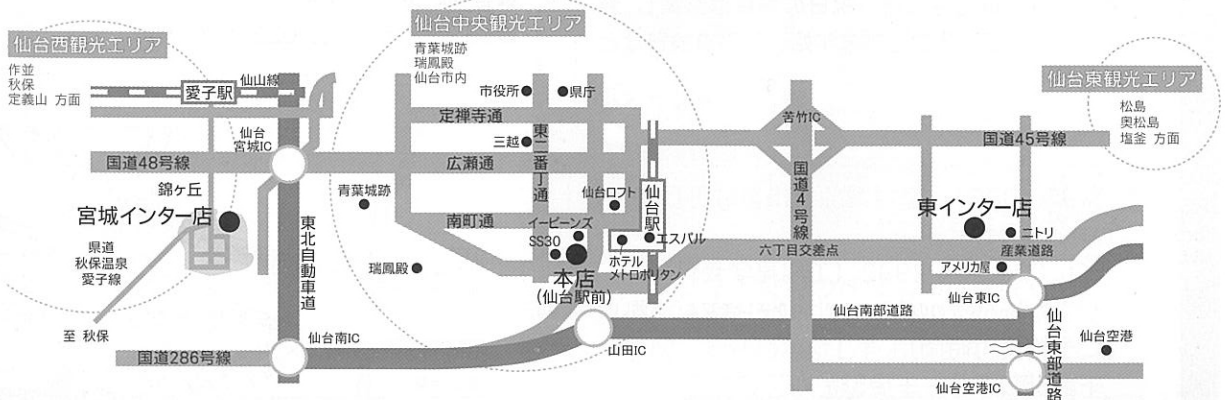 仙台西観光エリア
作並
秋保
定義山 方面
愛子駅
仙山線
仙台
宮城IC
国道48号線
錦ヶ丘
宮城インター店
県道
秋保温泉
愛子線
至 秋保
東北自動車道
国道286号線
仙台南IC
仙台中央観光エリア
青葉城跡
瑞鳳殿
仙台市内
市役所
県庁
定禅寺通
三越
東二番丁通
広瀬通
青葉城跡
仙台ロフト
仙台駅
南町通
イービーンズ
SS30
エスパル
ホテル
メトロポリタン
瑞鳳殿
本店
(仙台駅前)
山田IC
苦竹IC
国道4号線
国道45号線
仙台東観光エリア
松島
奥松島
塩釜 方面
東インター店
ニトリ
六丁目交差点
産業道路
アメリカ屋
仙台東IC
仙台南部道路
仙台東部道路
仙台空港
仙台空港IC